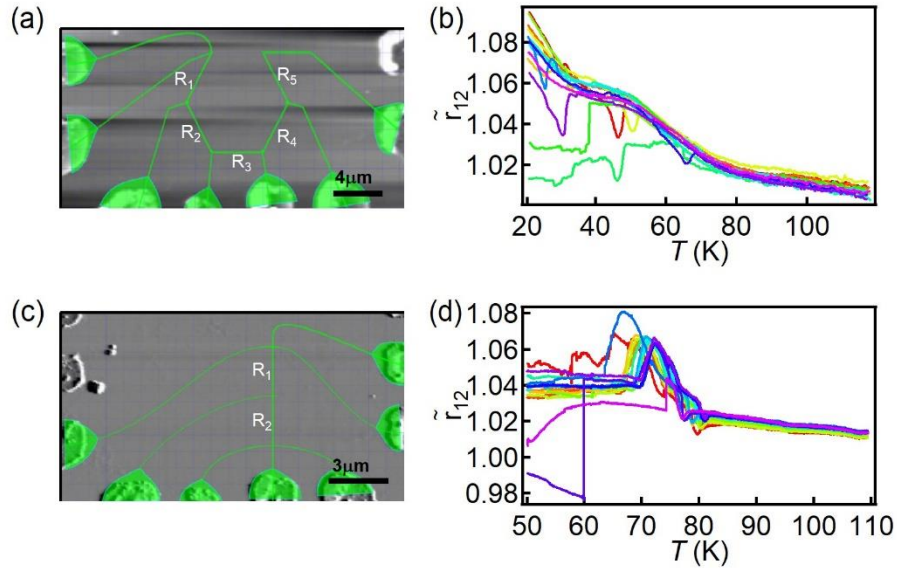 (a)
R₁
R₂
R₃
R₄
R₅
4μm
(b)
1.08
1.06
1.04
1.02
r̃₁₂
20 40 60 80 100
T (K)
(c)
R₁
R₂
3μm
(d)
1.08
1.06
1.04
1.02
1.00
0.98
r̃₁₂
50 60 70 80 90 100 110
T (K)